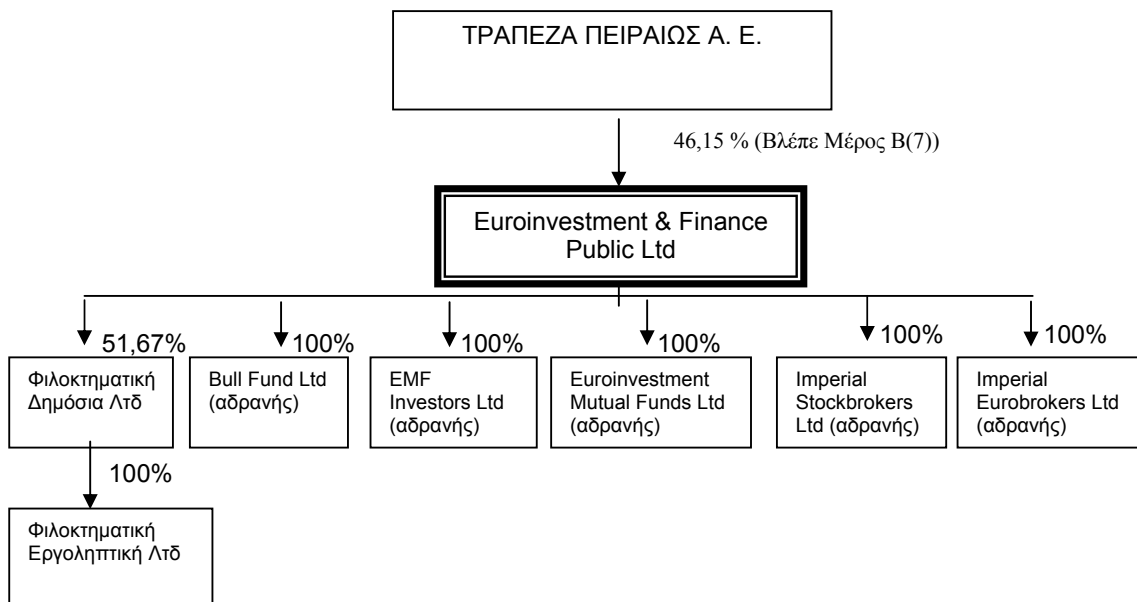 ΤΡΑΠΕΖΑ ΠΕΙΡΑΙΩΣ Α. Ε.
46,15 % (Βλέπε Μέρος Β(7))
Euroinvestment & Finance
Public Ltd
51,67%
100%
100%
100%
100%
100%
Φιλοκτηματική
Δημόσια Λτδ
Bull Fund Ltd
(αδρανής)
EMF
Investors Ltd
(αδρανής)
Euroinvestment
Mutual Funds Ltd
(αδρανής)
Imperial
Stockbrokers
Ltd (αδρανής)
Imperial
Eurobrokers Ltd
(αδρανής)
100%
Φιλοκτηματική
Εργοληπτική Λτδ